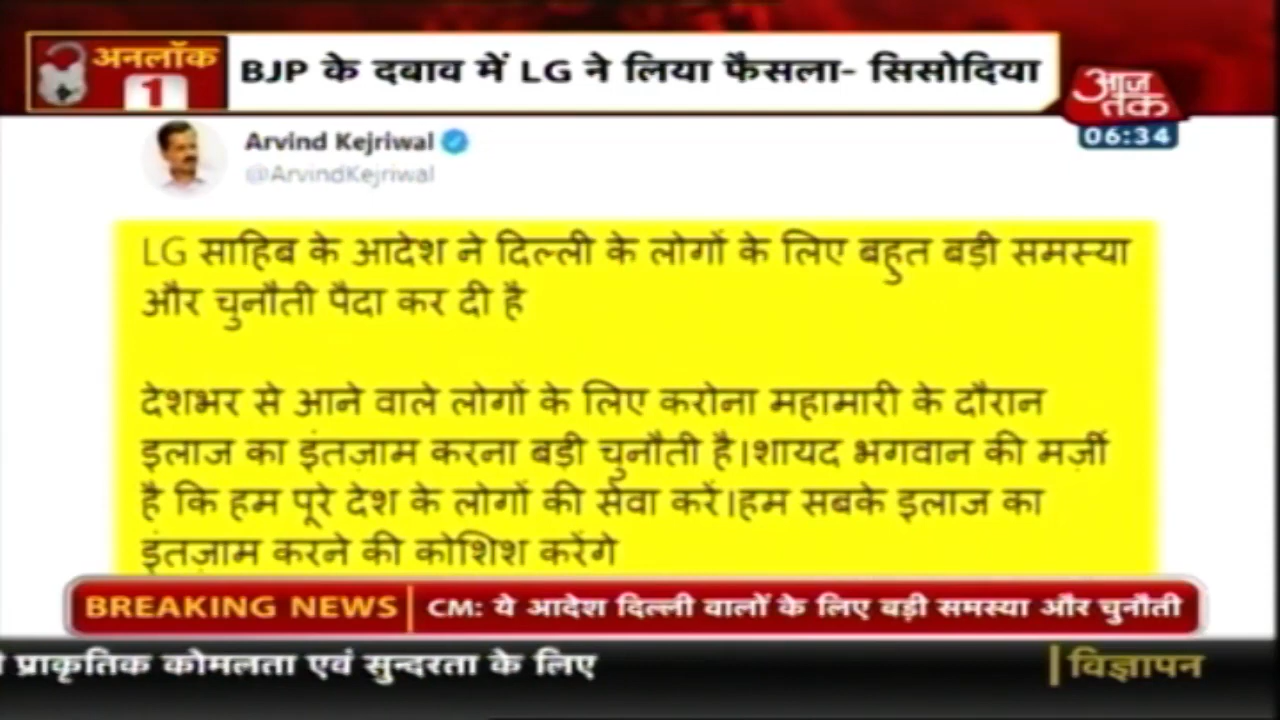 अनलॉक
1
BJP के दबाव में LG ने लिया फैसला- सिसोदिया
आज
तक
06:34
Arvind Kejriwal
@ArvindKejriwal
LG साहिब के आदेश ने दिल्ली के लोगों के लिए बहुत बड़ी समस्या
और चुनौती पैदा कर दी है
देशभर से आने वाले लोगों के लिए करोना महामारी के दौरान
इलाज का इंतज़ाम करना बड़ी चुनौती है।शायद भगवान की मर्ज़ी
है कि हम पूरे देश के लोगों की सेवा करें।हम सबके इलाज का
इंतज़ाम करने की कोशिश करेंगे
BREAKING NEWS
CM: ये आदेश दिल्ली वालों के लिए बड़ी समस्या और चुनौती
प्राकृतिक कोमलता एवं सुन्दरता के लिए
विज्ञापन